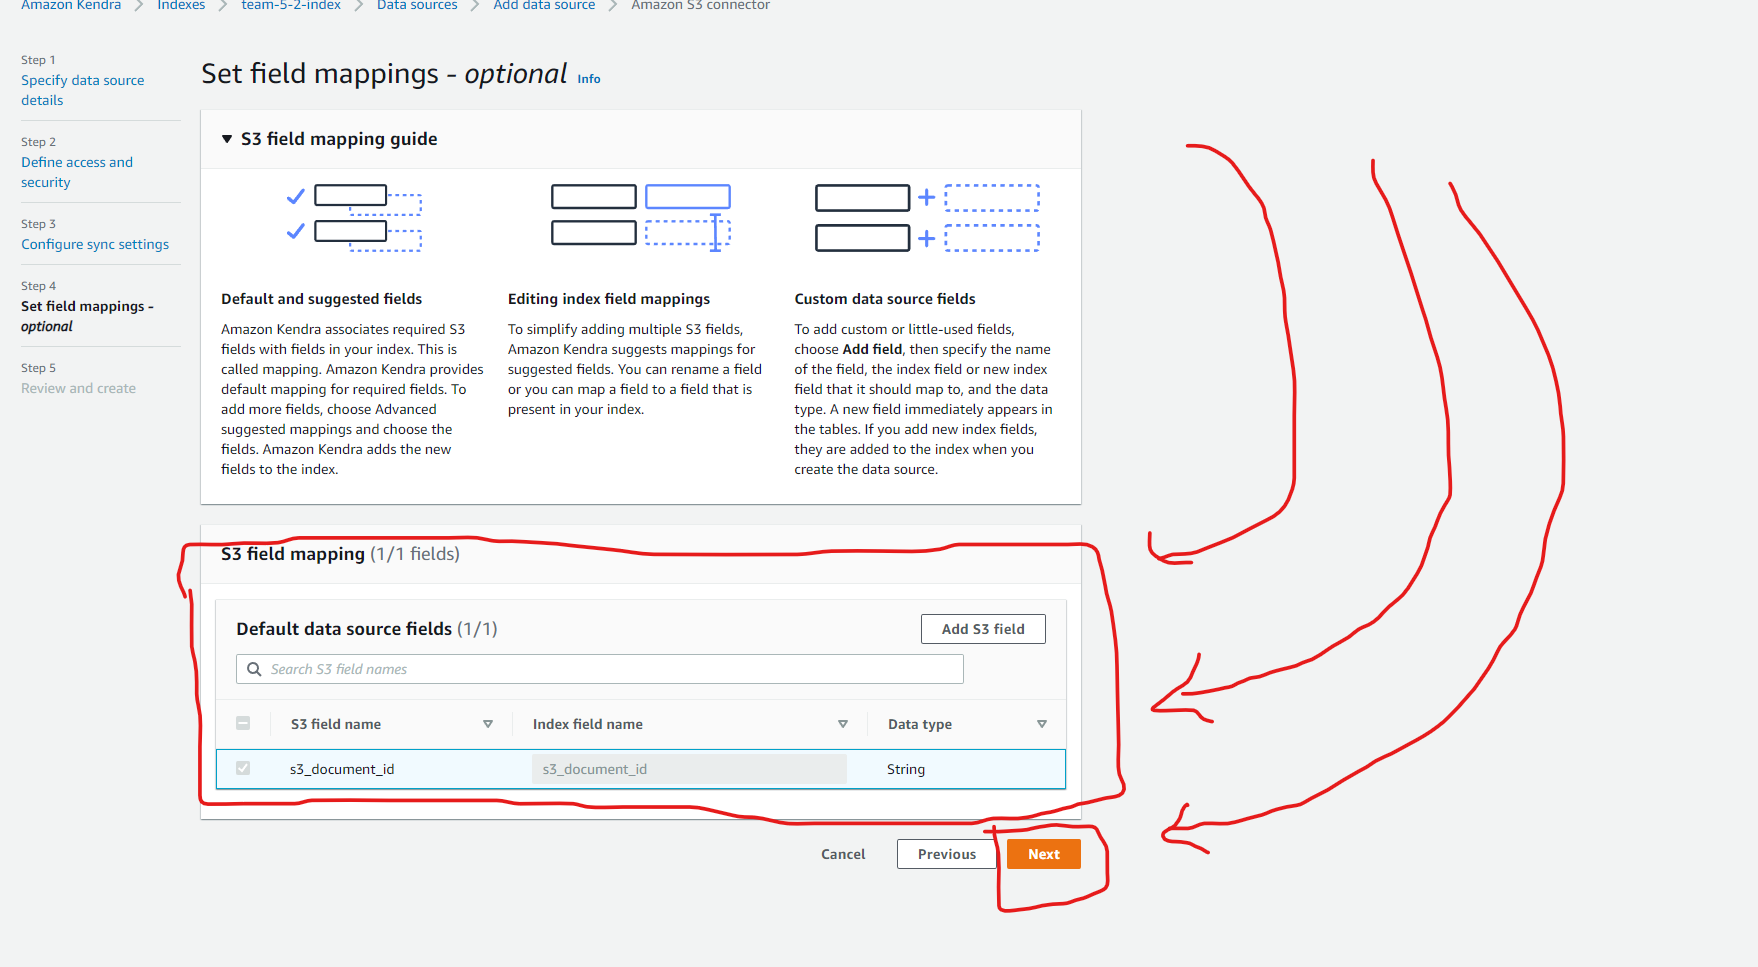 Amazon Kendra > Indexes > team-5-2-index > Data sources > Add data source > Amazon S3 connector
Step 1
Specify data source
details
Step 2
Define access and
security
Step 3
Configure sync settings
Step 4
Set field mappings -
optional
Step 5
Review and create
Set field mappings - optional Info
S3 field mapping guide
Default and suggested fields
Amazon Kendra associates required S3
fields with fields in your index. This is
called mapping. Amazon Kendra provides
default mapping for required fields. To
add more fields, choose Advanced
suggested mappings and choose the
fields. Amazon Kendra adds the new
fields to the index.
Editing index field mappings
To simplify adding multiple S3 fields,
Amazon Kendra suggests mappings for
suggested fields. You can rename a field
or you can map a field to a field that is
present in your index.
Custom data source fields
To add custom or little-used fields,
choose Add field, then specify the name
of the field, the index field or new index
field that it should map to, and the data
type. A new field immediately appears in
the tables. If you add new index fields,
they are added to the index when you
create the data source.
S3 field mapping (1/1 fields)
Default data source fields (1/1)
Add S3 field
Search S3 field names
S3 field name Index field name Data type
s3_document_id s3_document_id String
Cancel Previous Next